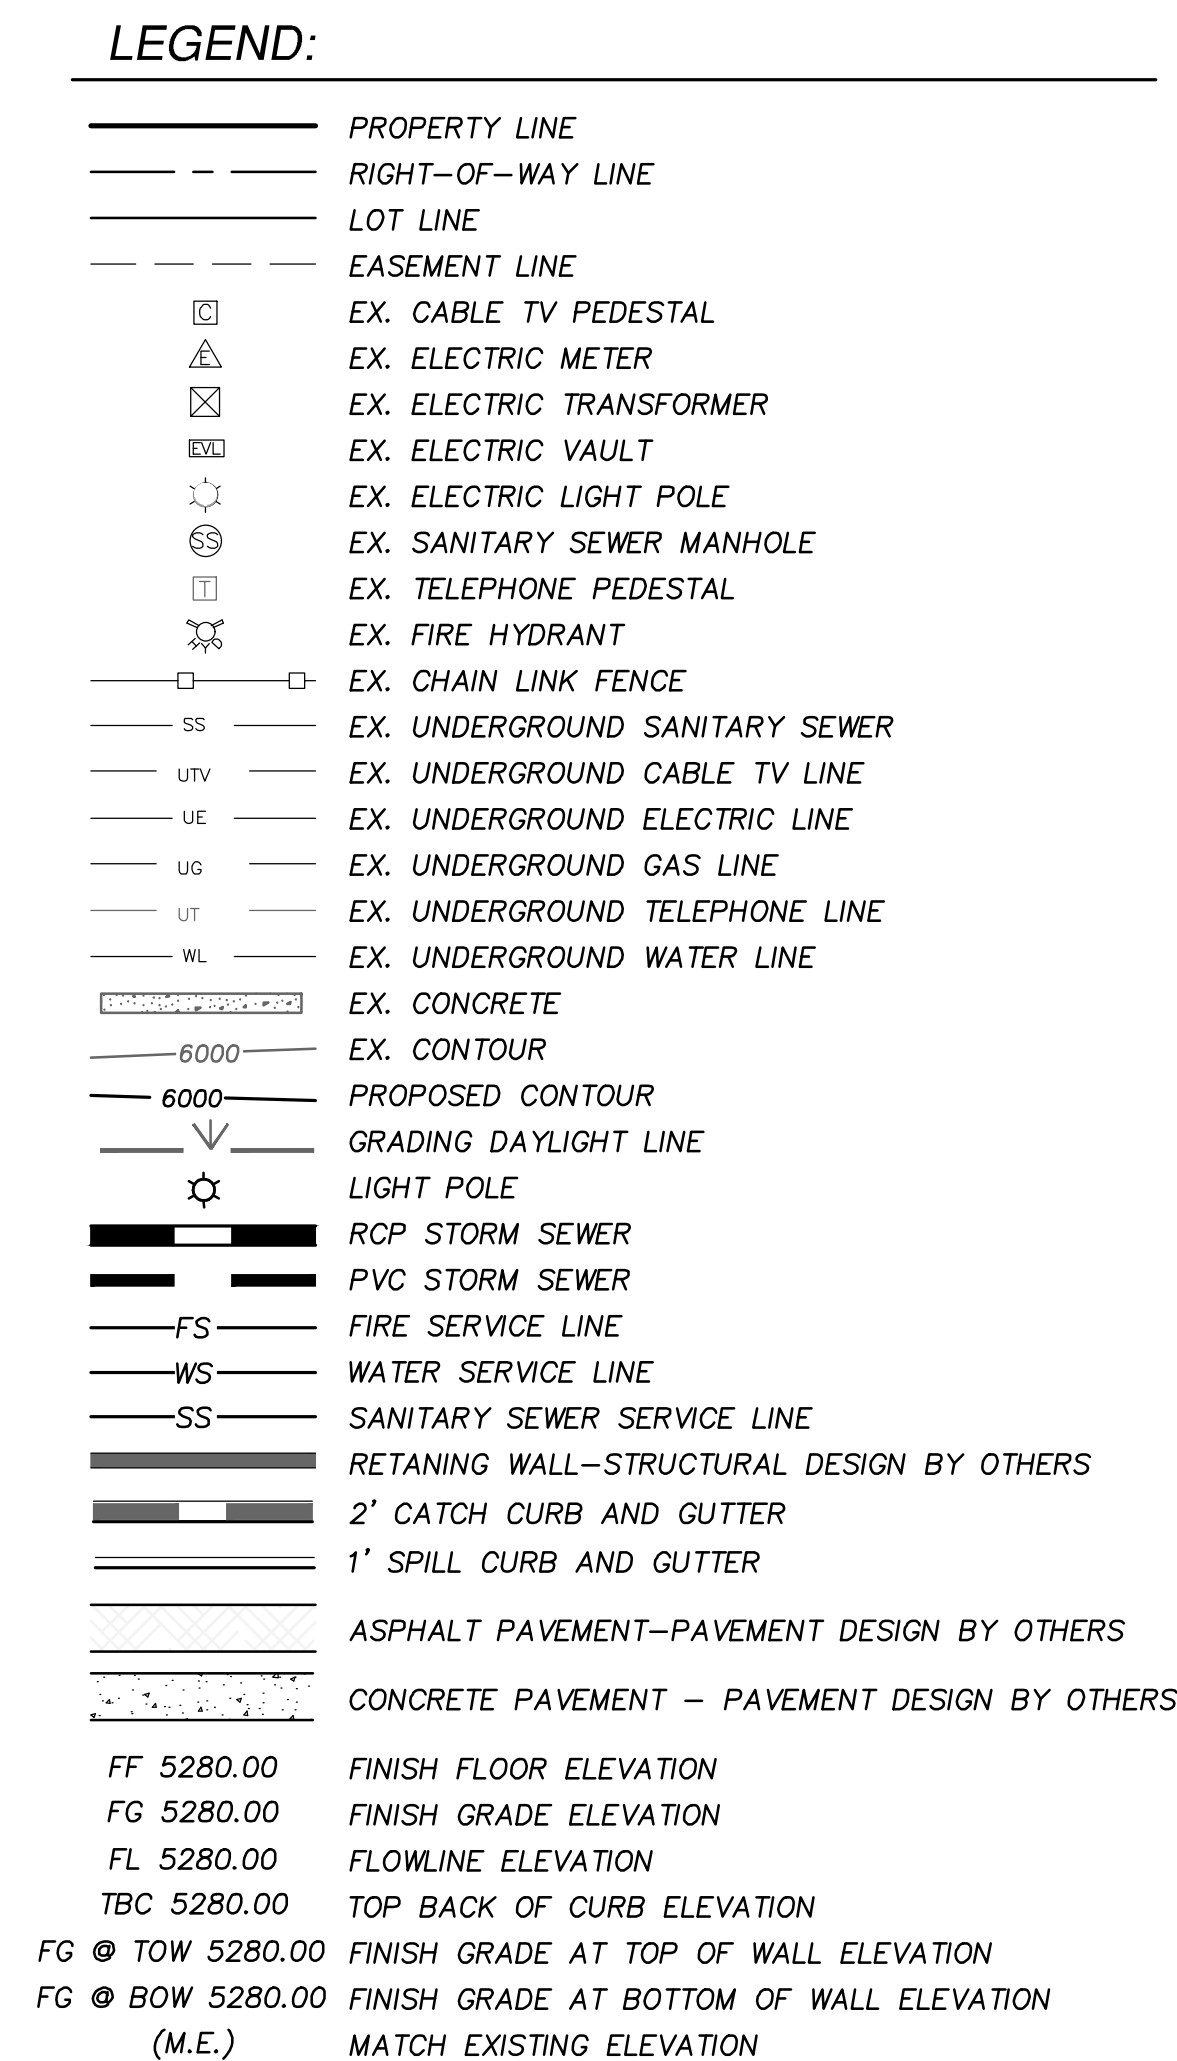 LEGEND:
PROPERTY LINE
RIGHT-OF-WAY LINE
LOT LINE
EASEMENT LINE
C EX. CABLE TV PEDESTAL
E EX. ELECTRIC METER
EX. ELECTRIC TRANSFORMER
EVL EX. ELECTRIC VAULT
EX. ELECTRIC LIGHT POLE
SS EX. SANITARY SEWER MANHOLE
T EX. TELEPHONE PEDESTAL
EX. FIRE HYDRANT
EX. CHAIN LINK FENCE
SS EX. UNDERGROUND SANITARY SEWER
UTV EX. UNDERGROUND CABLE TV LINE
UE EX. UNDERGROUND ELECTRIC LINE
UG EX. UNDERGROUND GAS LINE
UT EX. UNDERGROUND TELEPHONE LINE
WL EX. UNDERGROUND WATER LINE
EX. CONCRETE
6000 EX. CONTOUR
6000 PROPOSED CONTOUR
GRADING DAYLIGHT LINE
LIGHT POLE
RCP STORM SEWER
PVC STORM SEWER
FS FIRE SERVICE LINE
WS WATER SERVICE LINE
SS SANITARY SEWER SERVICE LINE
RETANING WALL-STRUCTURAL DESIGN BY OTHERS
2' CATCH CURB AND GUTTER
1' SPILL CURB AND GUTTER
ASPHALT PAVEMENT-PAVEMENT DESIGN BY OTHERS
CONCRETE PAVEMENT - PAVEMENT DESIGN BY OTHERS
FF 5280.00 FINISH FLOOR ELEVATION
FG 5280.00 FINISH GRADE ELEVATION
FL 5280.00 FLOWLINE ELEVATION
TBC 5280.00 TOP BACK OF CURB ELEVATION
FG @ TOW 5280.00 FINISH GRADE AT TOP OF WALL ELEVATION
FG @ BOW 5280.00 FINISH GRADE AT BOTTOM OF WALL ELEVATION
(M.E.) MATCH EXISTING ELEVATION